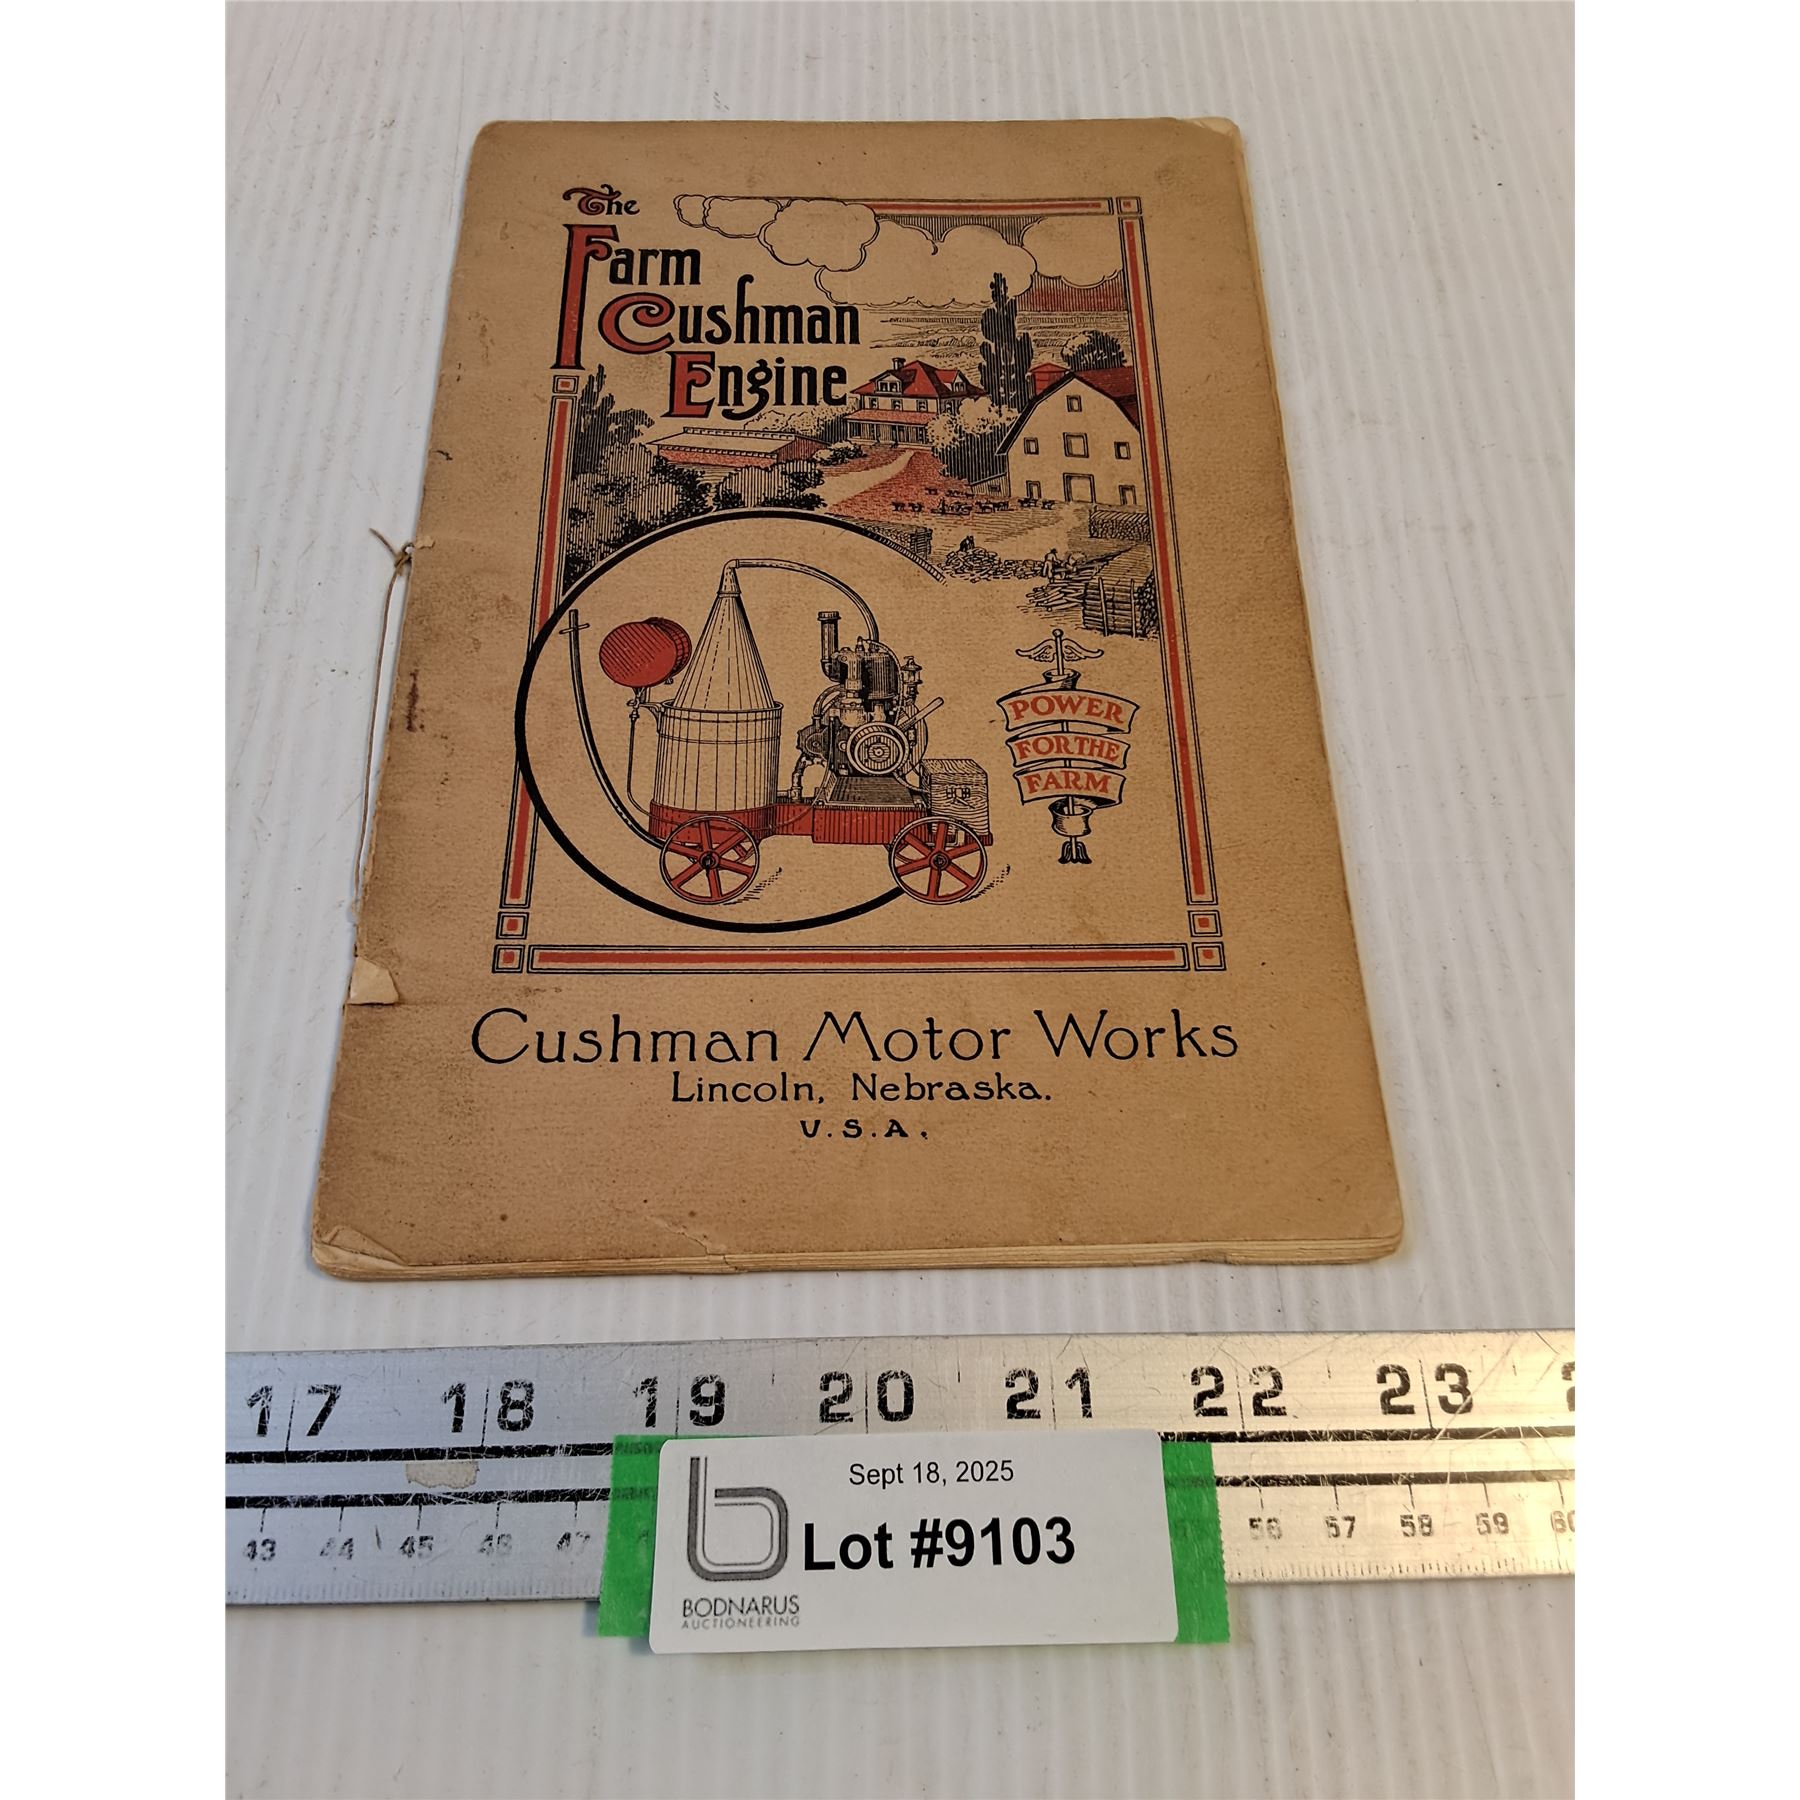 The
Farm
Cushman
Engine
POWER
FOR THE
FARM
Cushman Motor Works
Lincoln, Nebraska.
U.S.A.
17 18 19 20 21 22 23
43 44 45 46 47 56 57 58 59 60
Sept 18, 2025
Lot #9103
BODNARUS
AUCTIONEERING